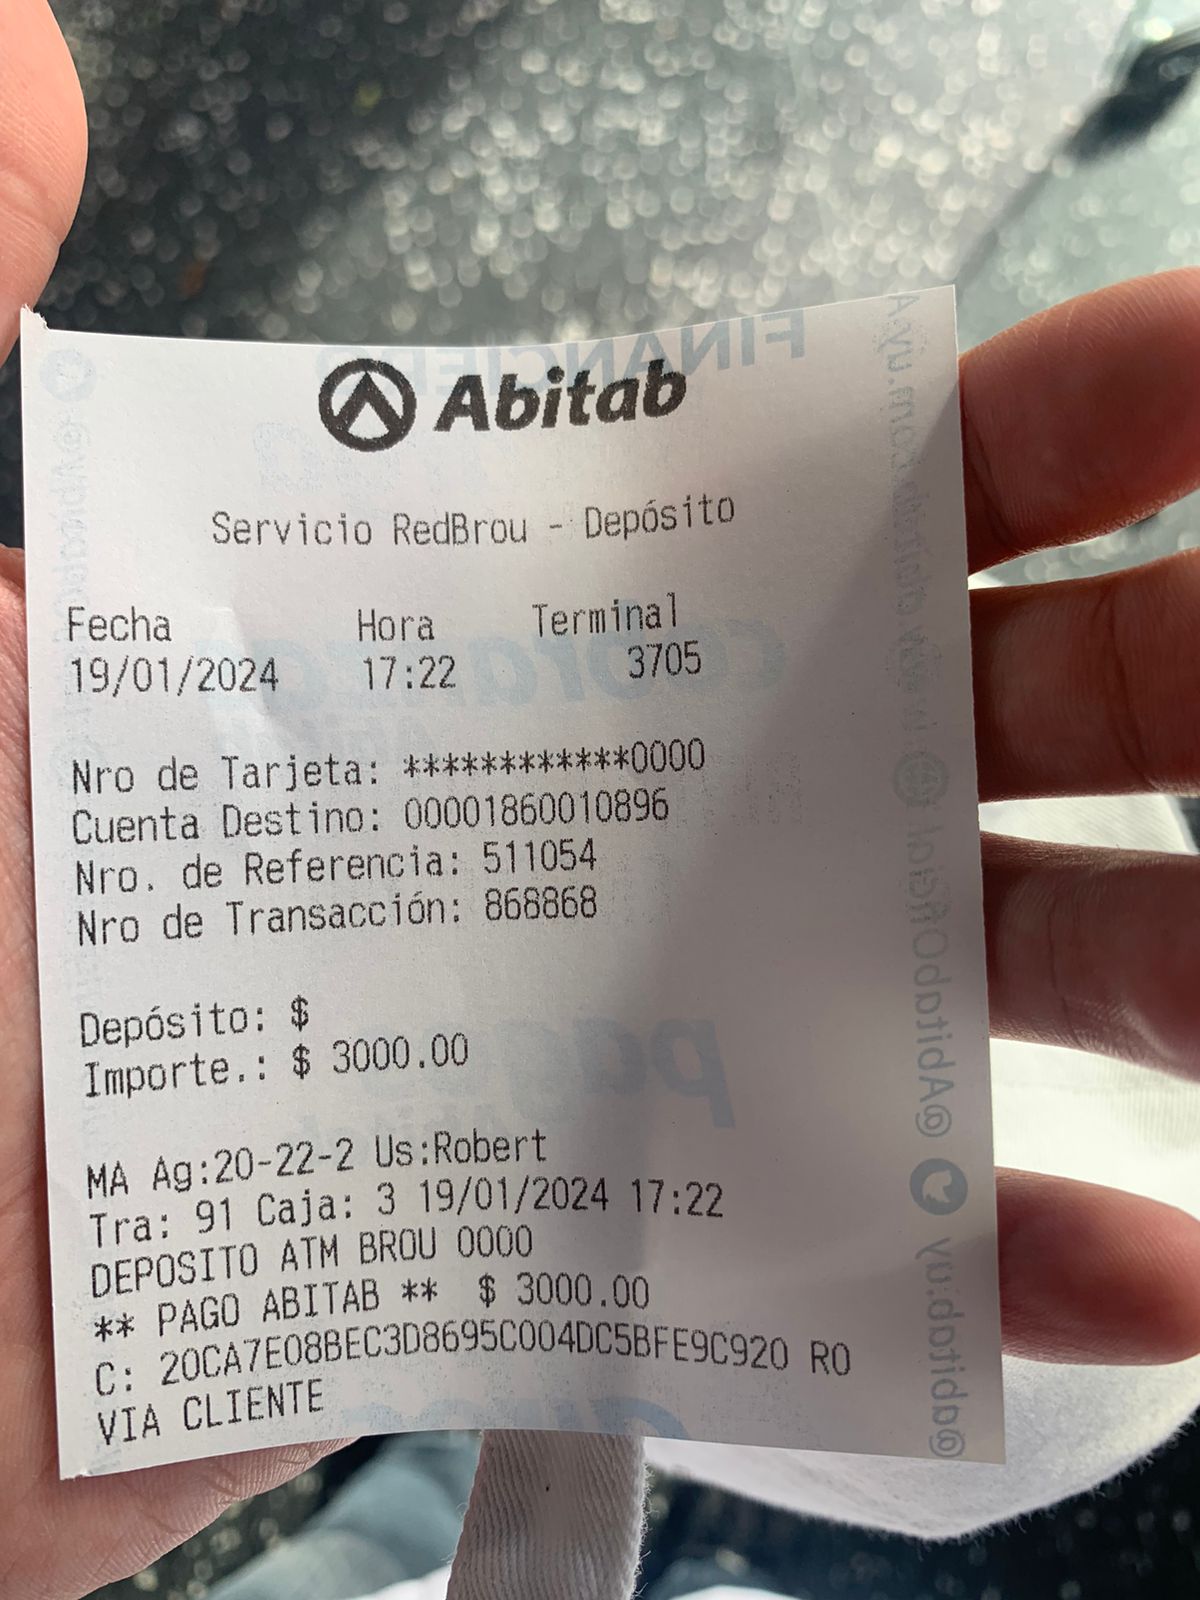 Abitab
Servicio RedBrou - Depósito
Fecha Hora Terminal
19/01/2024 17:22 3705
Nro de Tarjeta: ************0000
Cuenta Destino: 00001860010896
Nro. de Referencia: 511054
Nro de Transacción: 868868
Depósito: $
Importe.: $ 3000.00
MA Ag:20-22-2 Us:Robert
Tra: 91 Caja: 3 19/01/2024 17:22
DEPOSITO ATM BROU 0000
** PAGO ABITAB ** $ 3000.00
C: 20CA7E08BEC3D8695C004DC5BFE9C920 RO
VIA CLIENTE